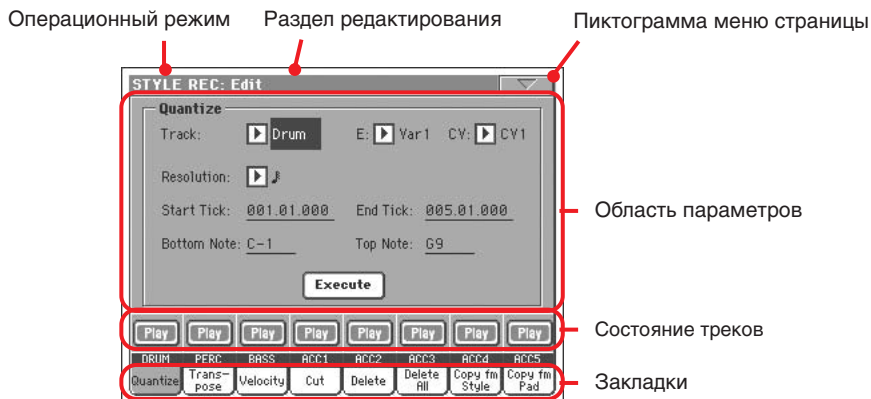 Операционный режим Раздел редактирования Пиктограмма меню страницы
STYLE REC: Edit
Quantize
Track: Drum E: Var1 CV: CV1
Resolution:
Start Tick: 001.01.000 End Tick: 005.01.000
Область параметров
Bottom Note: C-1 Top Note: G9
Execute
Play Play Play Play Play Play Play Play
Состояние треков
DRUM PERC BASS ACC1 ACC2 ACC3 ACC4 ACC5
Quantize Trans-pose Velocity Cut Delete Delete All Copy fm Style Copy fm Pad
Закладки